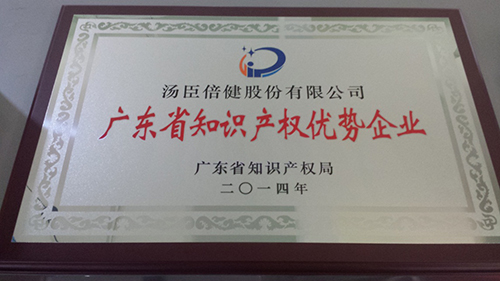 汤臣倍健股份有限公司
广东省知识产权优势企业
广东省知识产权局
二〇一四年